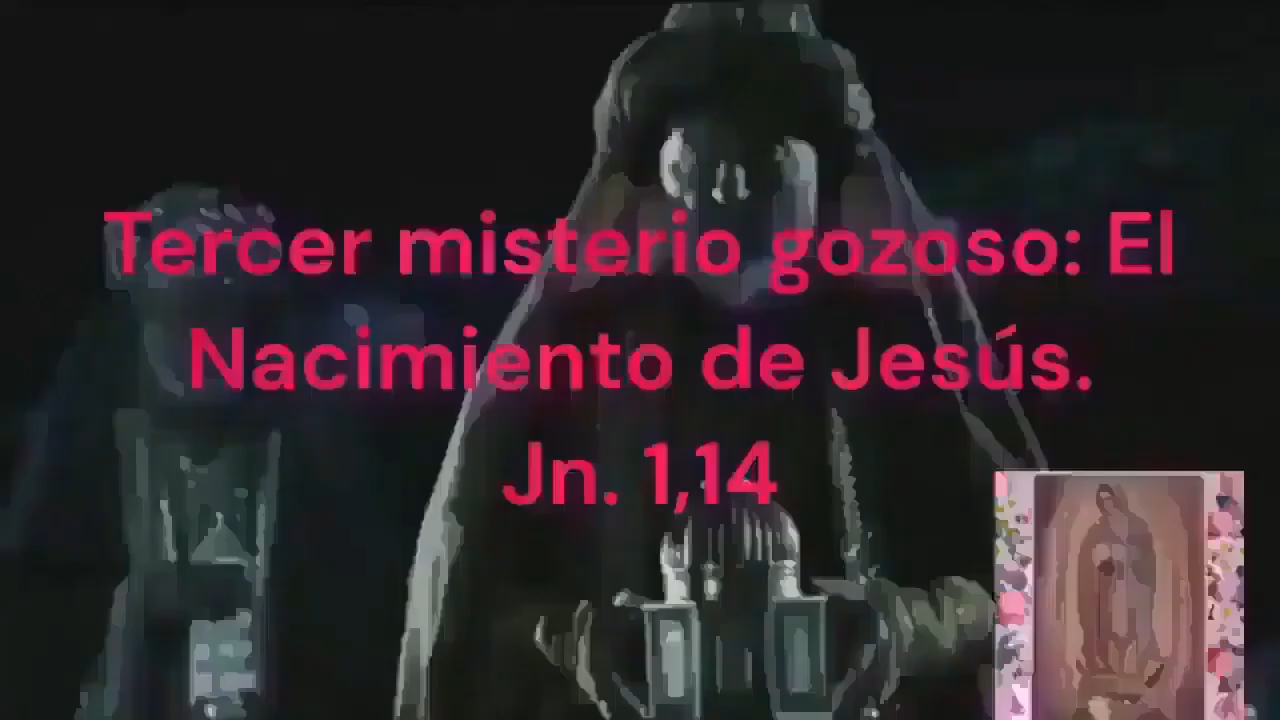 Tercer misterio gozoso: El
Nacimiento de Jesús.
Jn. 1,14